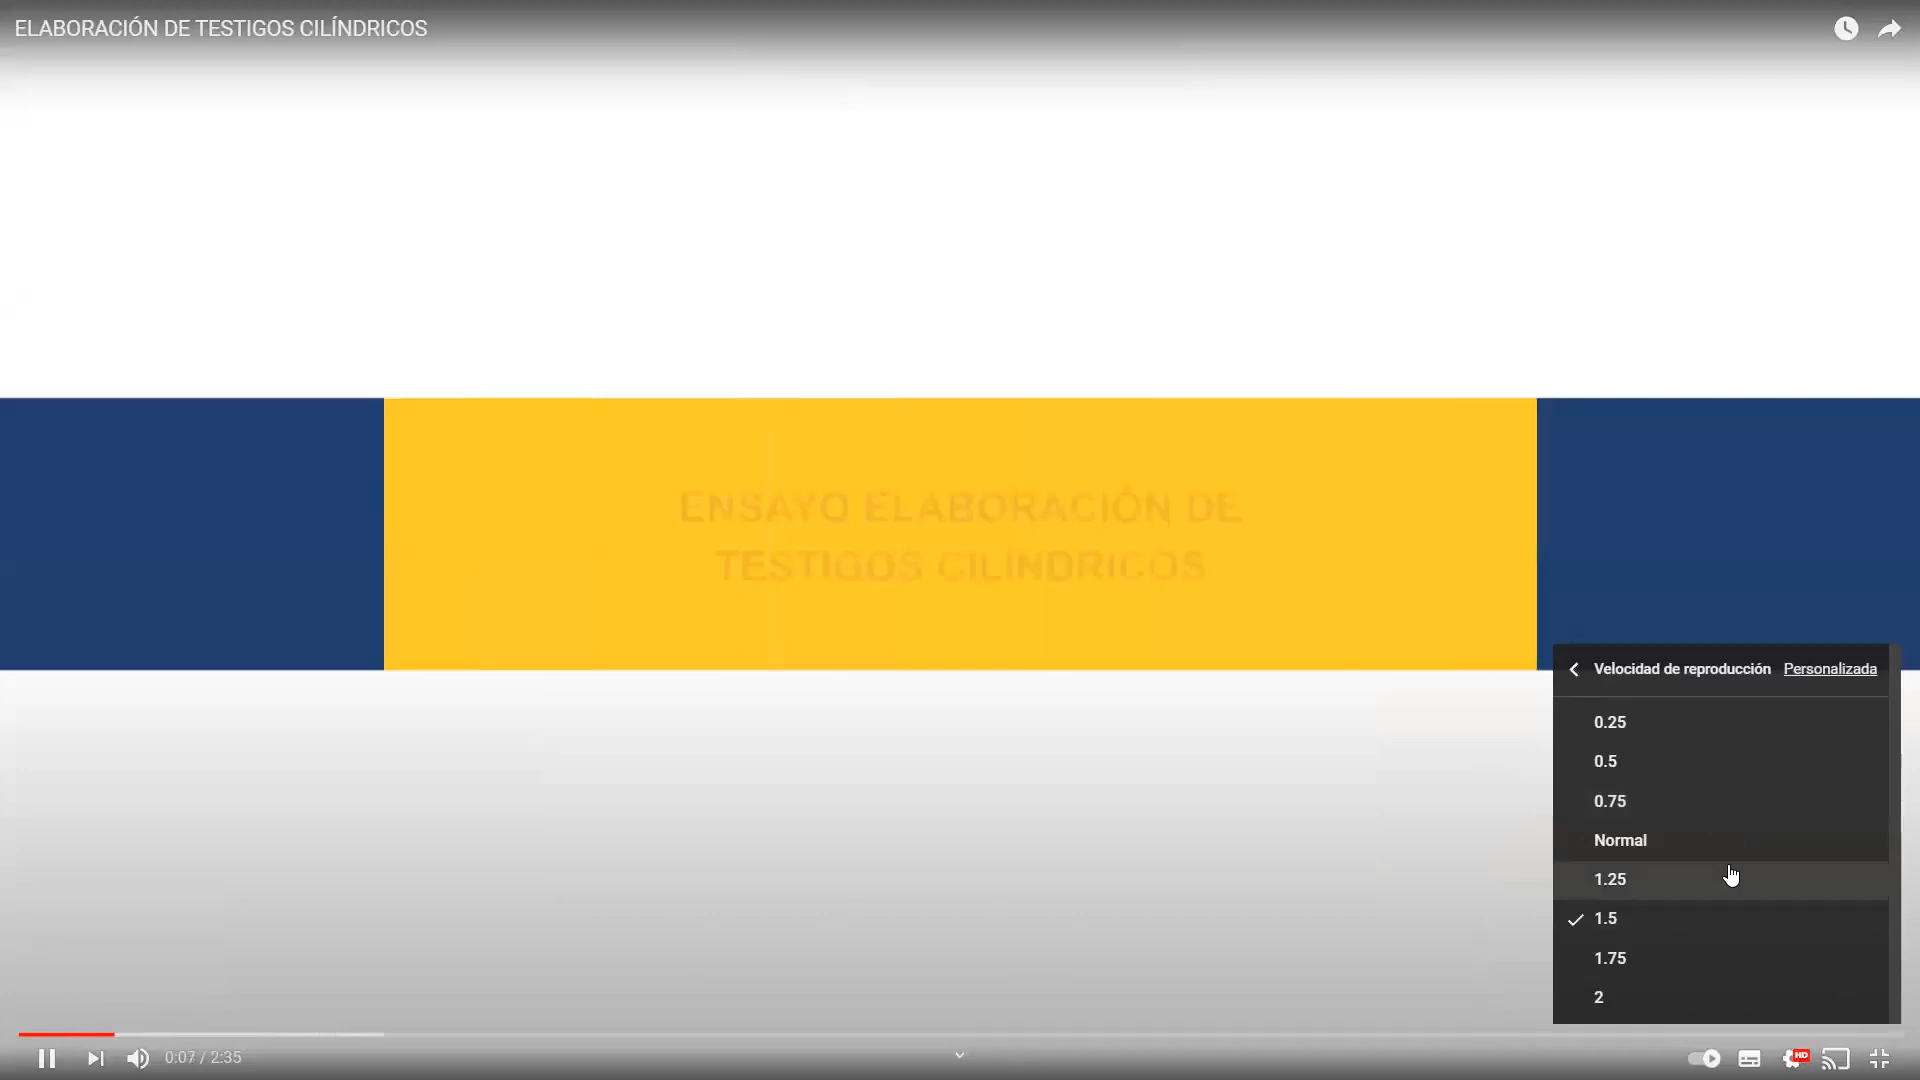 ELABORACIÓN DE TESTIGOS CILÍNDRICOS
ENSAYO ELABORACIÓN DE
TESTIGOS CILÍNDRICOS
Velocidad de reproducción Personalizada
0.25
0.5
0.75
Normal
1.25
1.5
1.75
2
0:07 / 2:35
HD